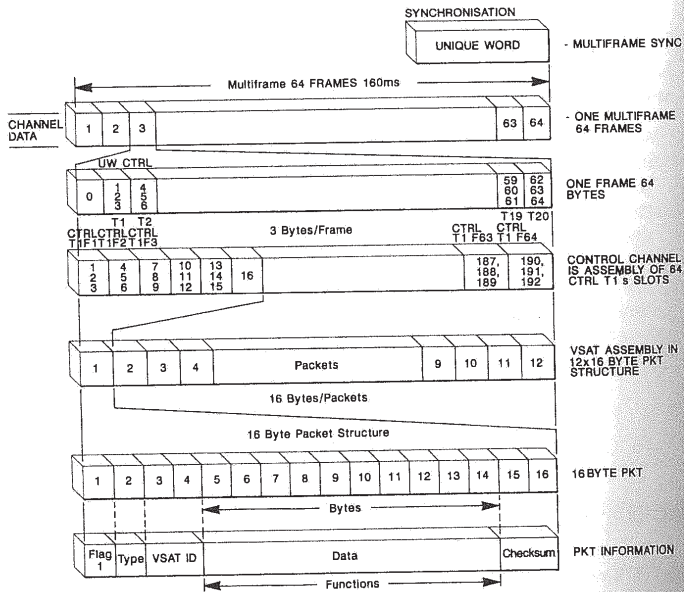 SYNCHRONISATION
UNIQUE WORD
- MULTIFRAME SYNC
Multiframe 64 FRAMES 160ms
CHANNEL
DATA
1 2 3 63 64
- ONE MULTIFRAME
64 FRAMES
UW CTRL
0
1
2
3
4
5
6
59
60
61
62
63
64
ONE FRAME 64
BYTES
T1 T2
T19 T20
CTRL CTRL CTRL
T1F1 T1F2 T1F3
3 Bytes/Frame
CTRL CTRL
T1 F63 T1 F64
1
2
3
4
5
6
7
8
9
10
11
12
13
14
15
16
187,
188,
189
190,
191,
192
CONTROL CHANNEL
IS ASSEMBLY OF 64
CTRL T1 s SLOTS
1 2 3 4 Packets 9 10 11 12
VSAT ASSEMBLY IN
12x16 BYTE PKT
STRUCTURE
16 Bytes/Packets
16 Byte Packet Structure
1 2 3 4 5 6 7 8 9 10 11 12 13 14 15 16
16 BYTE PKT
Bytes
Flag
1
Type
VSAT ID
Data
Checksum
PKT INFORMATION
Functions